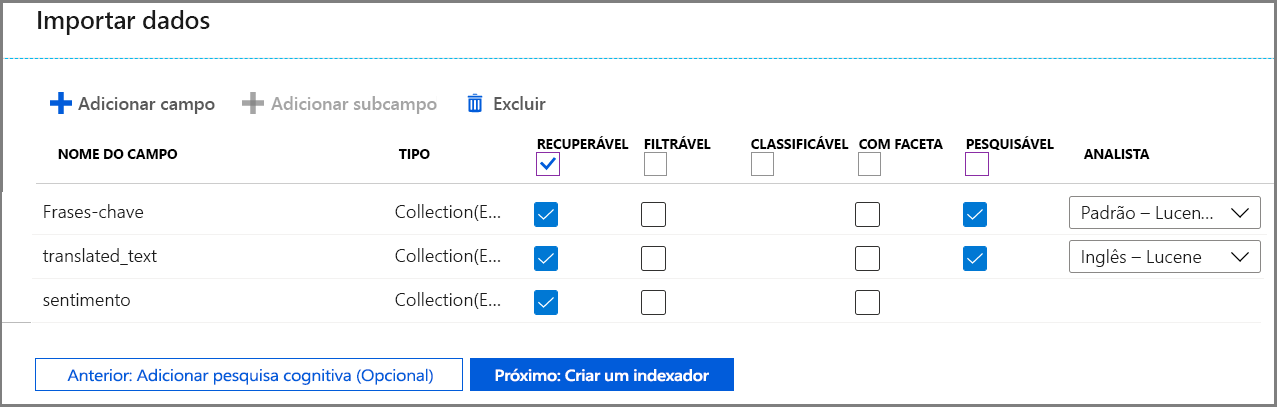 Importar dados
Adicionar campo Adicionar subcampo Excluir
NOME DO CAMPO TIPO RECUPERÁVEL FILTRÁVEL CLASSIFICÁVEL COM FACETA PESQUISÁVEL ANALISTA
Frases-chave Collection(E... Padrão – Lucen...
translated_text Collection(E... Inglês – Lucene
sentimento Collection(E...
Anterior: Adicionar pesquisa cognitiva (Opcional) Próximo: Criar um indexador